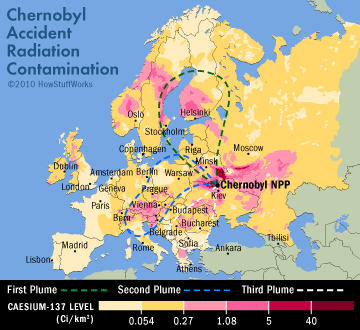 Chernobyl
Accident
Radiation
Contamination
©2010 HowStuffWorks
Oslo
Helsinki
Stockholm
Copenhagen
Riga
Moscow
Minsk
Dublin
Amsterdam
Berlin
Warsaw
Chernobyl NPP
London
Geneva
Prague
Kiev
Paris
Vienna
Budapest
Bern
Bucharest
Belgrade
Madrid
Sofia
Tbilisi
Lisbon
Rome
Ankara
Athens
First Plume
Second Plume
Third Plume
CAESIUM-137 LEVEL
(Ci/km²)
0.054 0.27 1.08 5 40